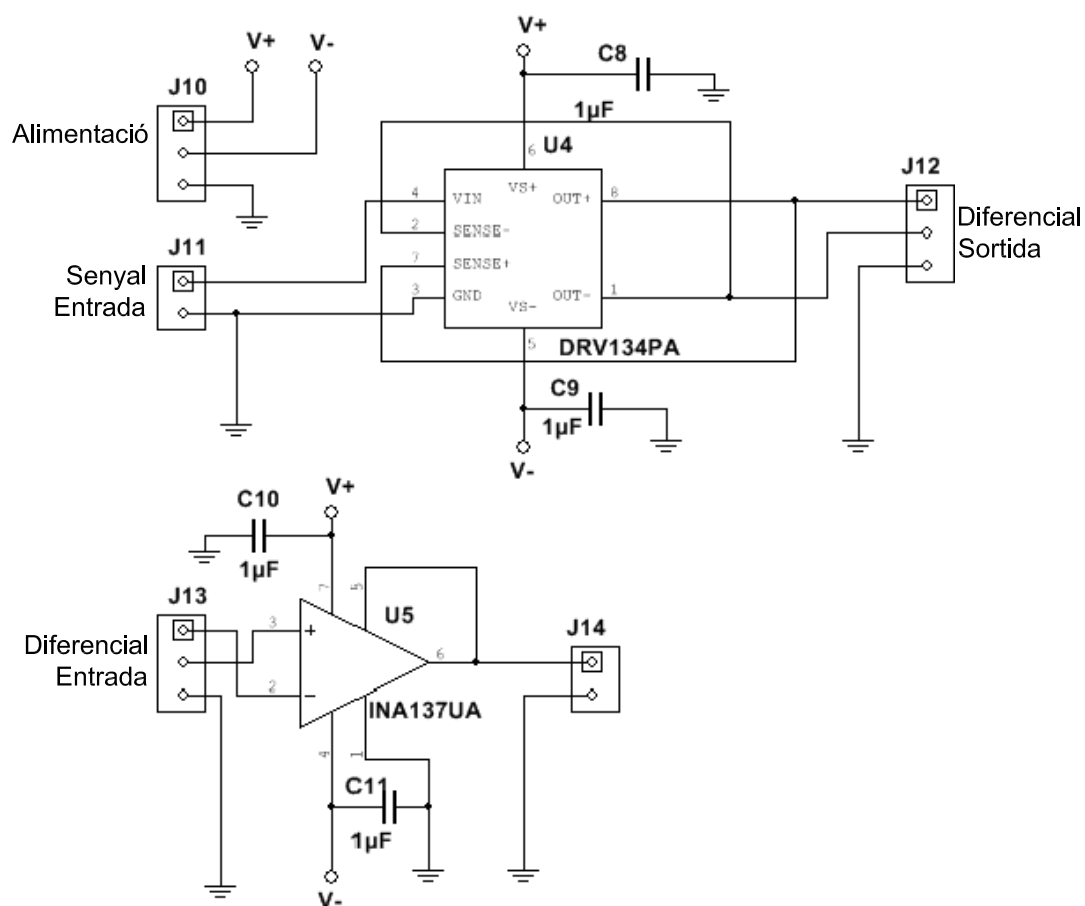 V+
V-
J10
Alimentació
J11
Senyal
Entrada
V+
C8
1µF
6
U4
4
2
7
3
VIN
SENSE-
SENSE+
GND
VS+
VS-
OUT+
OUT-
8
1
5
DRV134PA
C9
1µF
V-
J12
Diferencial
Sortida
V+
C10
1µF
J13
Diferencial
Entrada
7
5
3
2
+
−
U5
6
INA137UA
4
1
C11
1µF
V-
J14